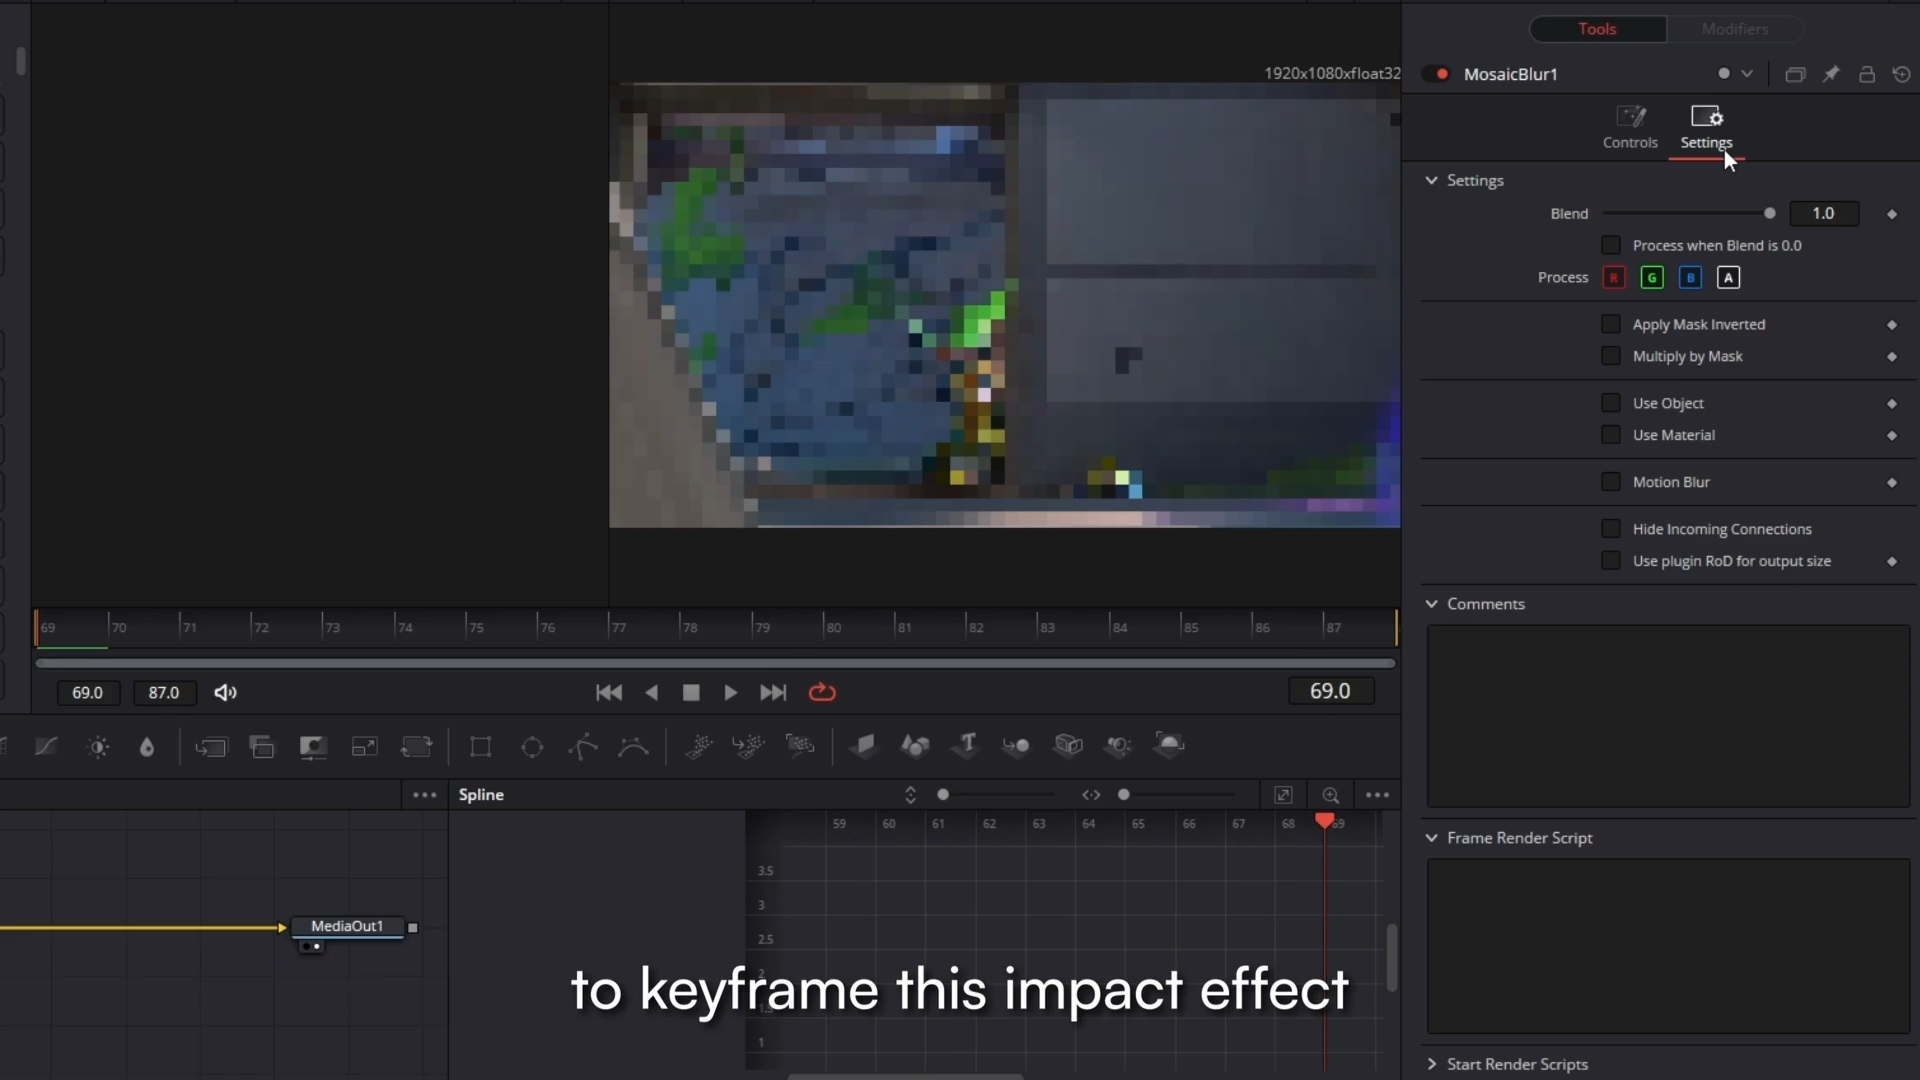 Tools
Modifiers
1920x1080xfloat32
MosaicBlur1
Controls
Settings
Settings
Blend
1.0
Process when Blend is 0.0
Process
R
G
B
A
Apply Mask Inverted
Multiply by Mask
Use Object
Use Material
Motion Blur
Hide Incoming Connections
Use plugin RoD for output size
Comments
69 70 71 72 73 74 75 76 77 78 79 80 81 82 83 84 85 86 87
69.0
87.0
69.0
Spline
59 60 61 62 63 64 65 66 67 68 69
3.5
3
2.5
2
1
Frame Render Script
MediaOut1
to keyframe this impact effect
Start Render Scripts